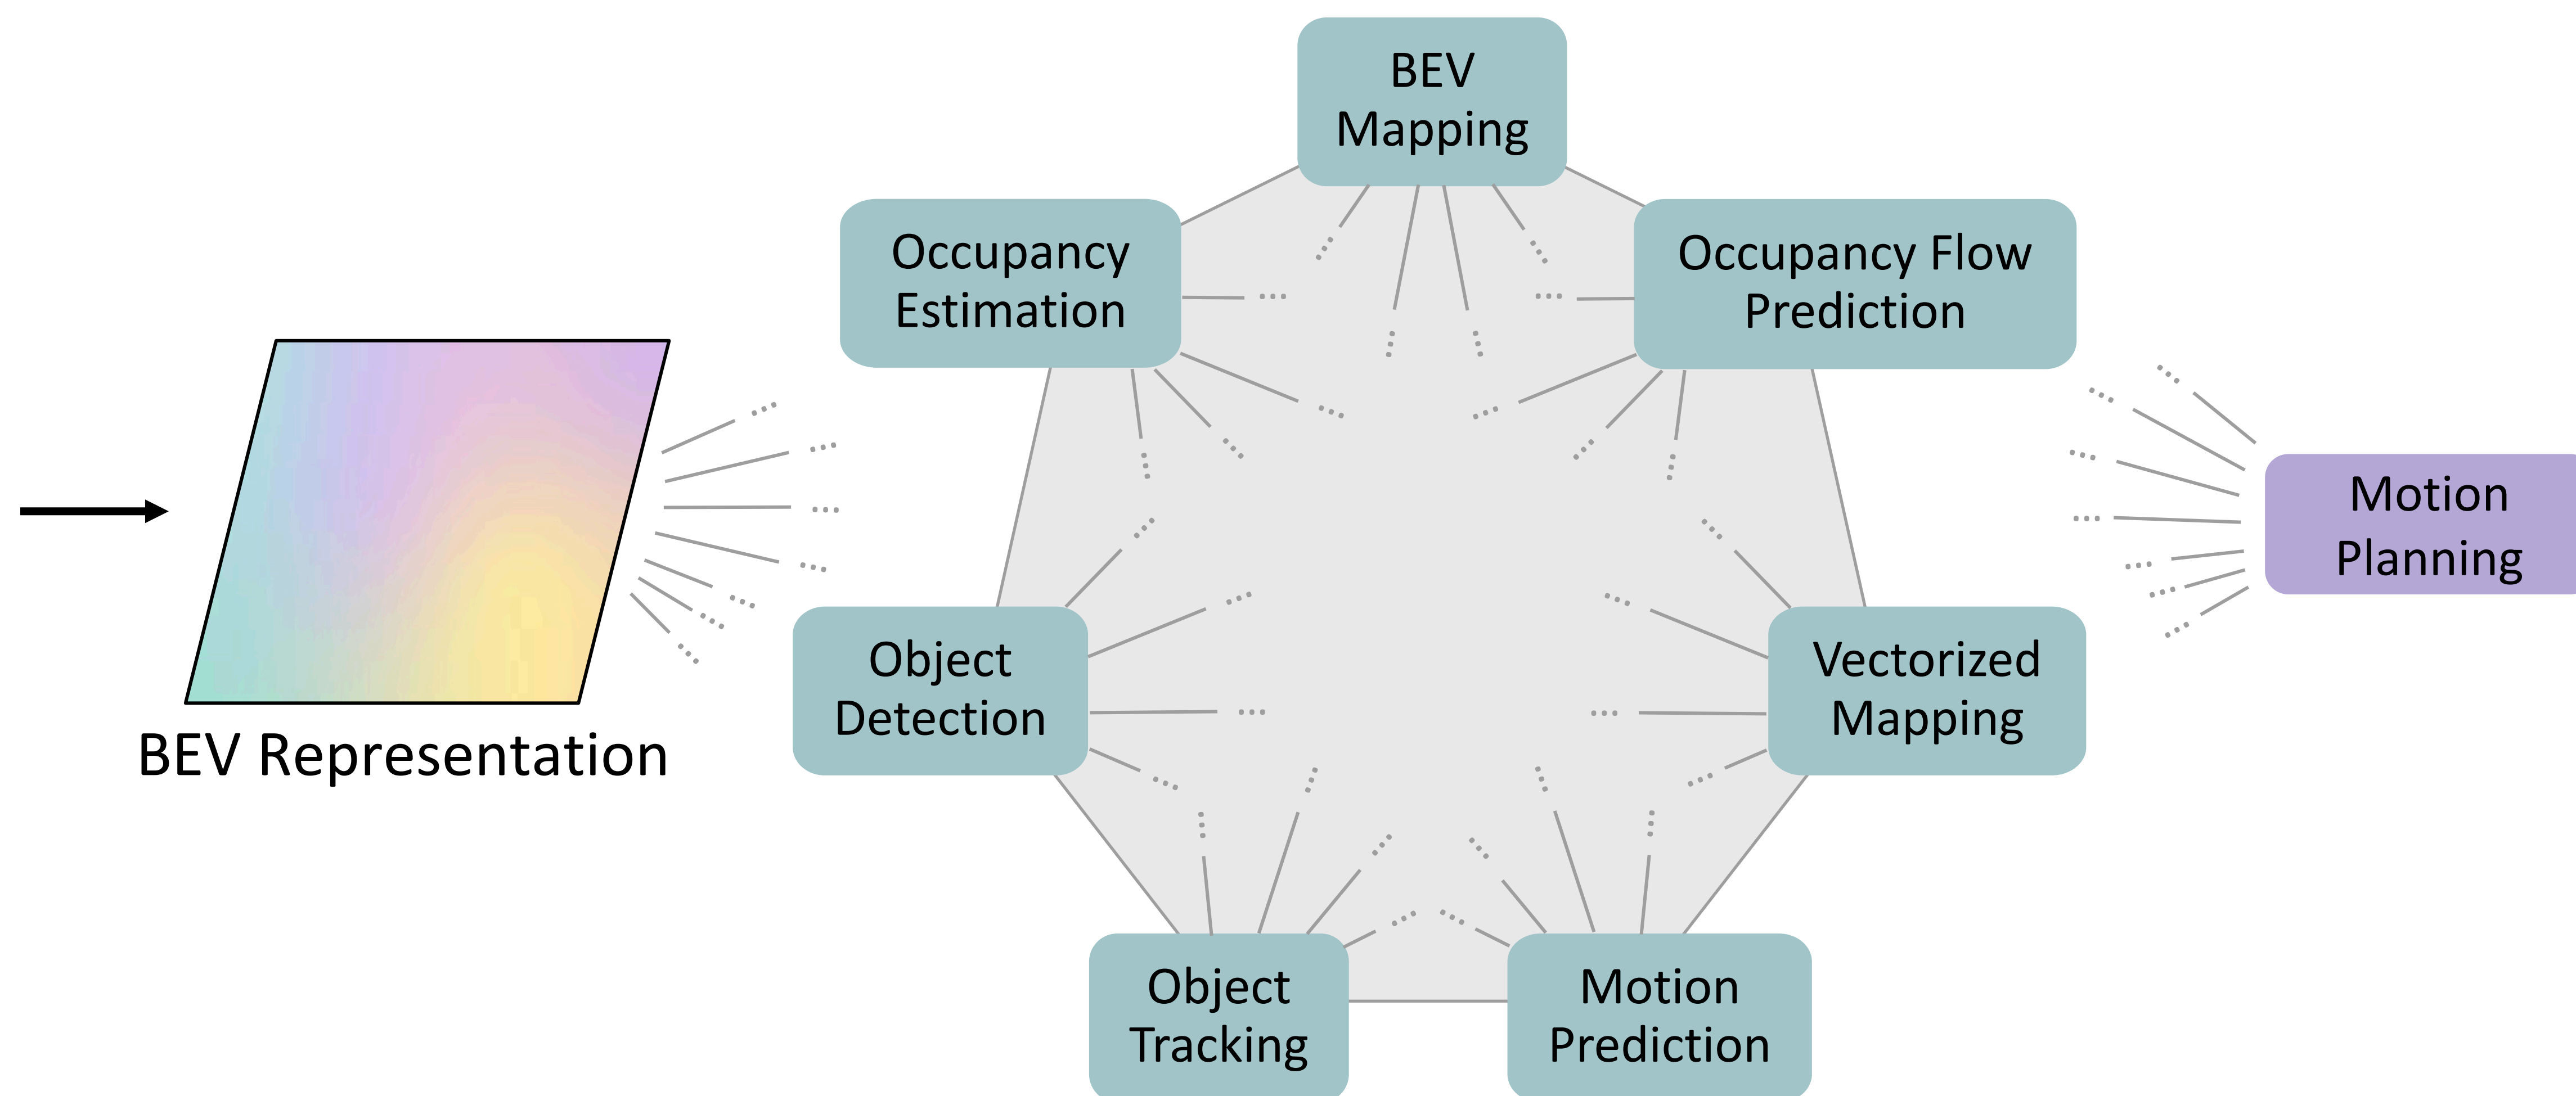 BEV
Mapping
Occupancy
Estimation
Occupancy Flow
Prediction
BEV Representation
Object
Detection
Vectorized
Mapping
Motion
Planning
Object
Tracking
Motion
Prediction